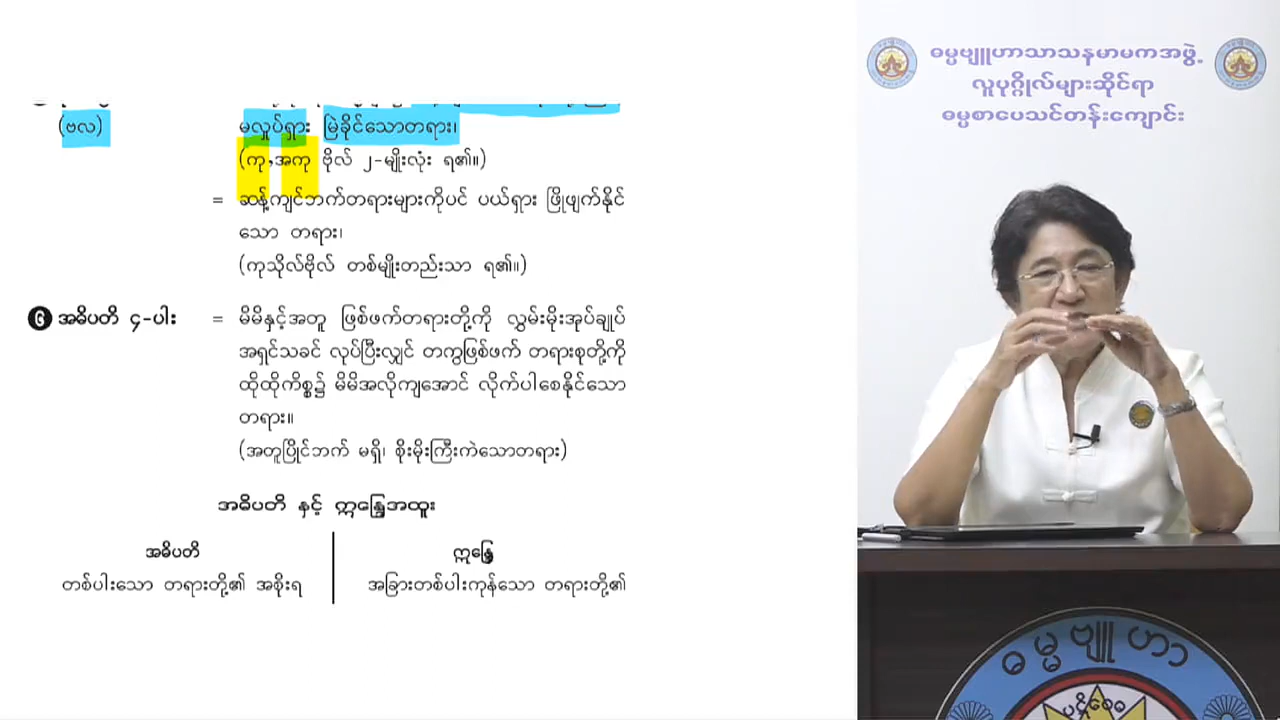 (ဗလ)
မလှုပ်ရှား မြဲခိုင်သောတရား၊
(ကု,အကု ဗိုလ် ၂-မျိုးလုံး ရ၏။)
= ဆန့်ကျင်ဘက်တရားများကိုပင် ပယ်ရှား ဖြိုဖျက်နိုင်
သော တရား၊
(ကုသိုလ်ဗိုလ် တစ်မျိုးတည်းသာ ရ၏။)
၆ အဓိပတိ ၄-ပါး = မိမိနှင့်အတူ ဖြစ်ဖက်တရားတို့ကို လွှမ်းမိုးအုပ်ချုပ်
အရှင်သခင် လုပ်ပြီးလျှင် တကွဖြစ်ဖက် တရားစုတို့ကို
ထိုထိုကိစ္စ၌ မိမိအလိုကျအောင် လိုက်ပါစေနိုင်သော
တရား။
(အတူပြိုင်ဘက် မရှိ၊ စိုးမိုးကြီးကဲသောတရား)
အဓိပတိ နှင့် ဣန္ဒြေအထူး
အဓိပတိ
တစ်ပါးသော တရားတို့၏ အစိုးရ
ဣန္ဒြေ
အခြားတစ်ပါးကုန်သော တရားတို့၏
ဓမ္မဗျူဟာသာသနမာမကအဖွဲ့
လူပုဂ္ဂိုလ်များဆိုင်ရာ
ဓမ္မစာပေသင်တန်းကျောင်း
ဓမ္မဗျူဟာ
ပဋိဝေဓ